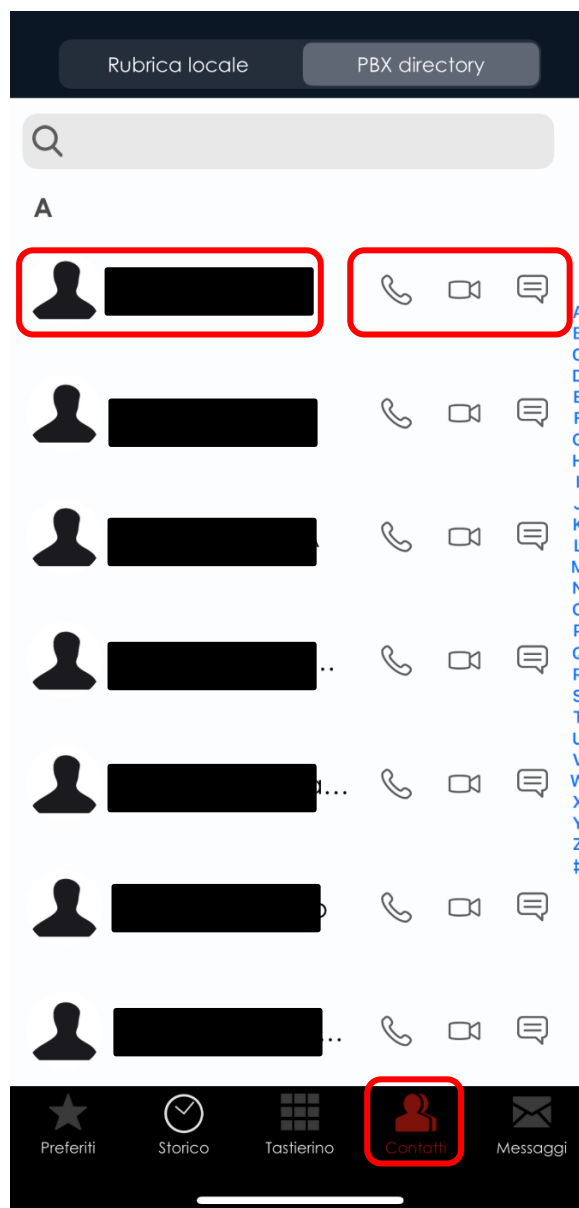 Rubrica locale PBX directory
A
A
B
C
D
E
F
G
H
I
J
K
L
M
N
O
P
Q
R
S
T
U
V
W
X
Y
Z
#
Preferiti Storico Tastierino Contatti Messaggi